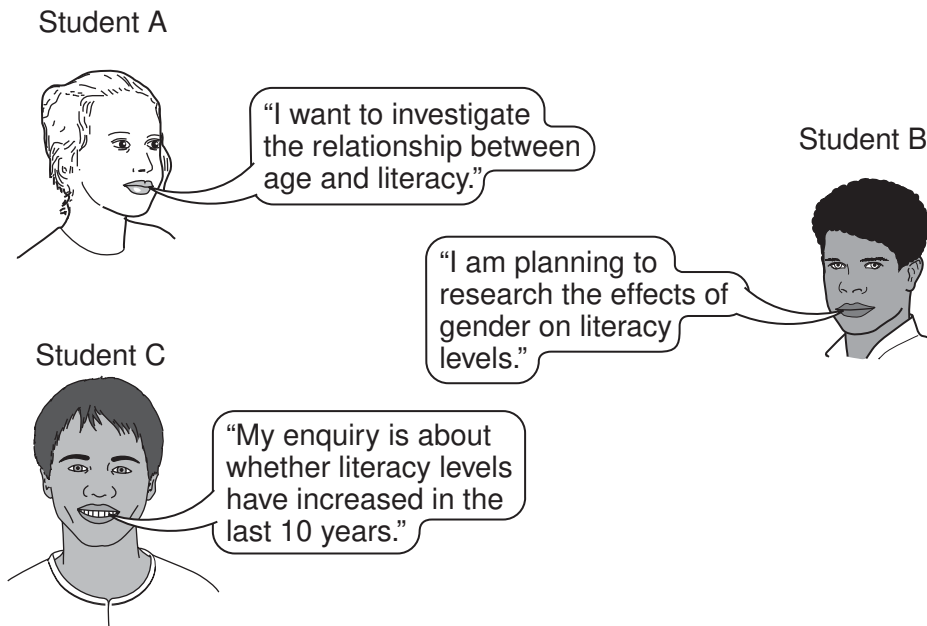 Student A
“I want to investigate
the relationship between
age and literacy.”
Student B
“I am planning to
research the effects of
gender on literacy
levels.”
Student C
“My enquiry is about
whether literacy levels
have increased in the
last 10 years.”